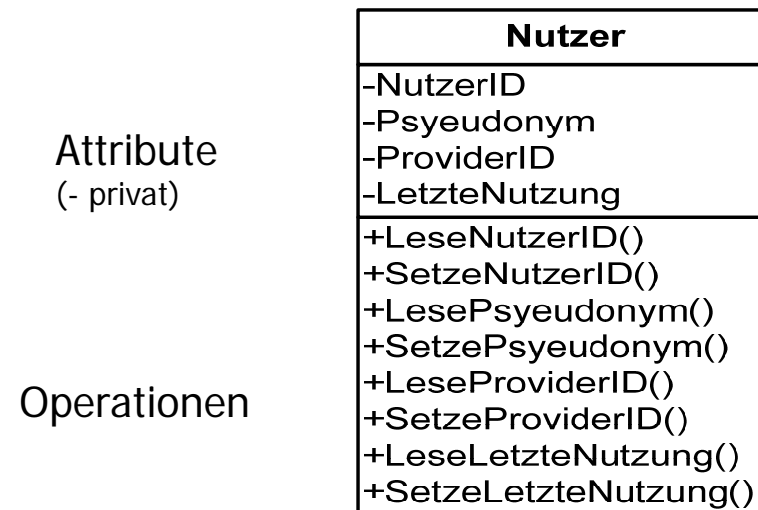 Nutzer
Attribute
(- privat)
-NutzerID
-Psyeudonym
-ProviderID
-LetzteNutzung
Operationen
+LeseNutzerID()
+SetzeNutzerID()
+LesePsyeudonym()
+SetzePsyeudonym()
+LeseProviderID()
+SetzeProviderID()
+LeseLetzteNutzung()
+SetzeLetzteNutzung()